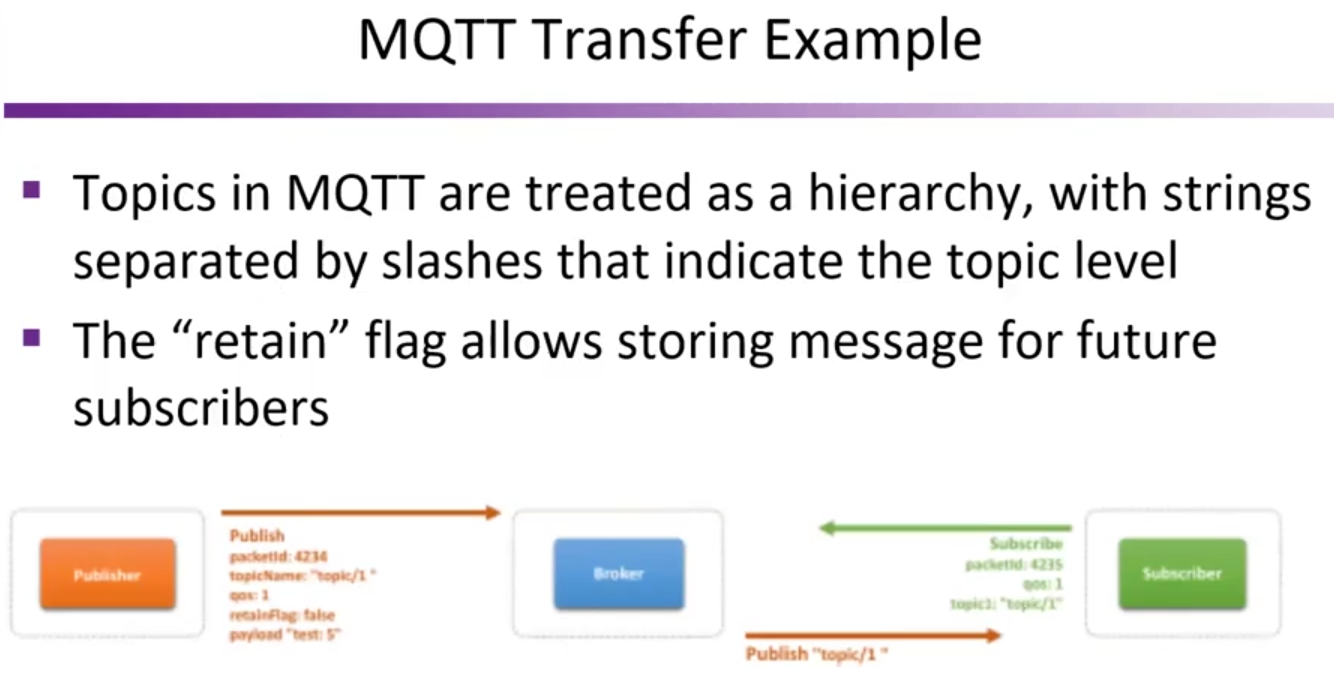 MQTT Transfer Example
Topics in MQTT are treated as a hierarchy, with strings
separated by slashes that indicate the topic level
The “retain” flag allows storing message for future
subscribers
Publisher
Publish
packetId: 4234
topicName: "topic/1 "
qos: 1
retainFlag: false
payload "test: 5"
Broker
Subscribe
packetId: 4235
qos: 1
topic1: "topic/1"
Subscriber
Publish "topic/1 "